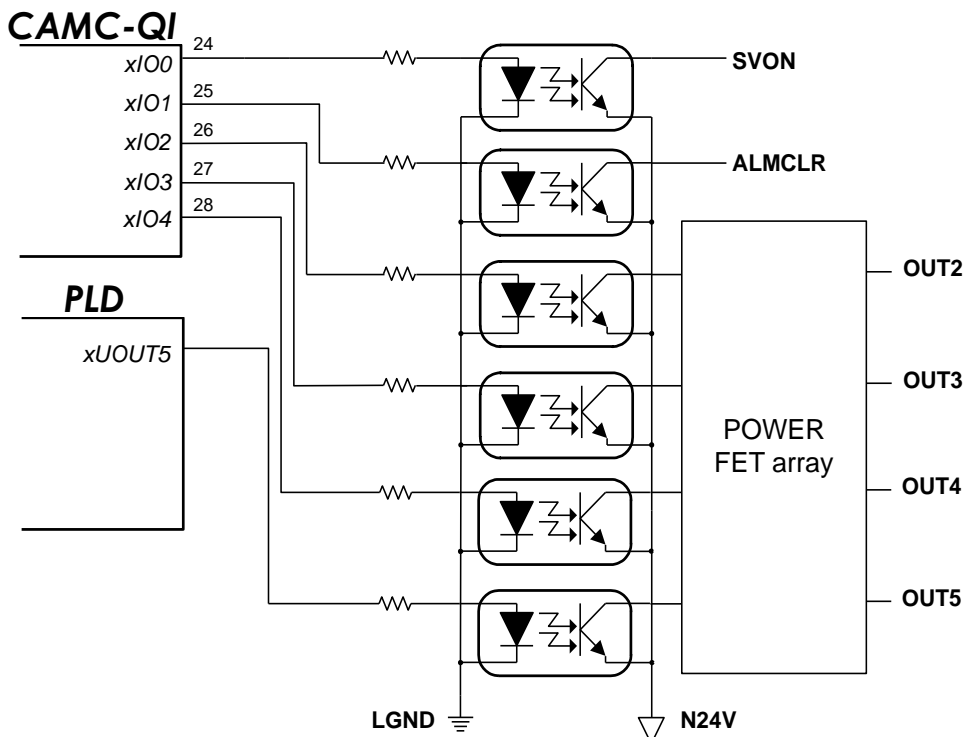 CAMC-QI
24
xIO0
SVON
25
xIO1
26
xIO2
ALMCLR
27
xIO3
28
xIO4
OUT2
PLD
xUOUT5
OUT3
POWER
FET array
OUT4
OUT5
LGND
N24V